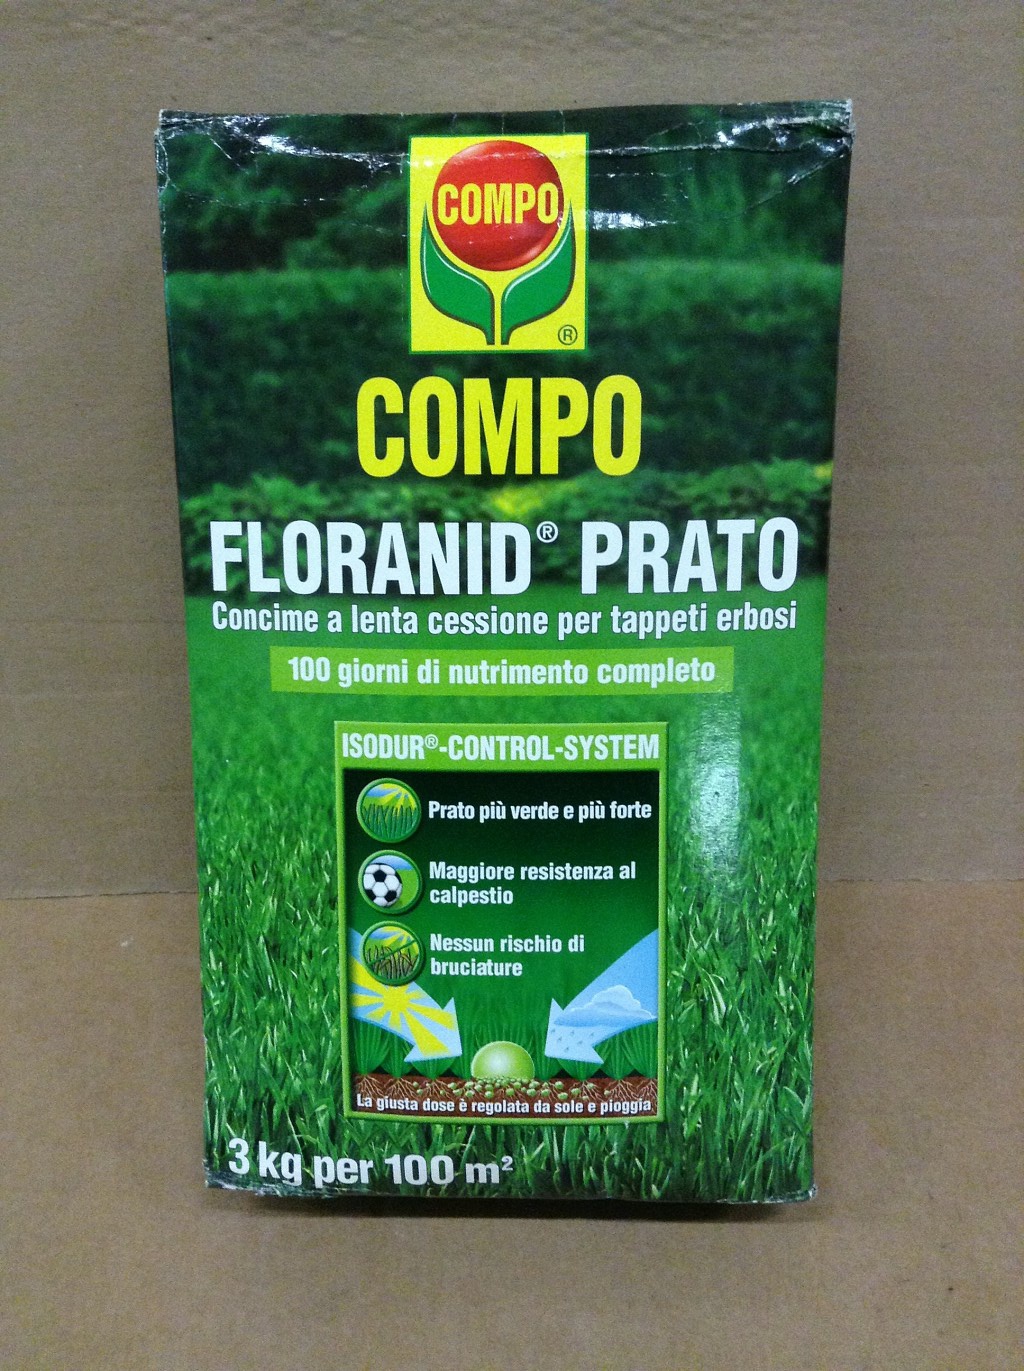 COMPO
®
COMPO
FLORANID® PRATO
Concime a lenta cessione per tappeti erbosi
100 giorni di nutrimento completo
ISODUR®-CONTROL-SYSTEM
Prato più verde e più forte
Maggiore resistenza al
calpestio
Nessun rischio di
bruciature
La giusta dose è regolata da sole e pioggia
3 kg per 100 m²